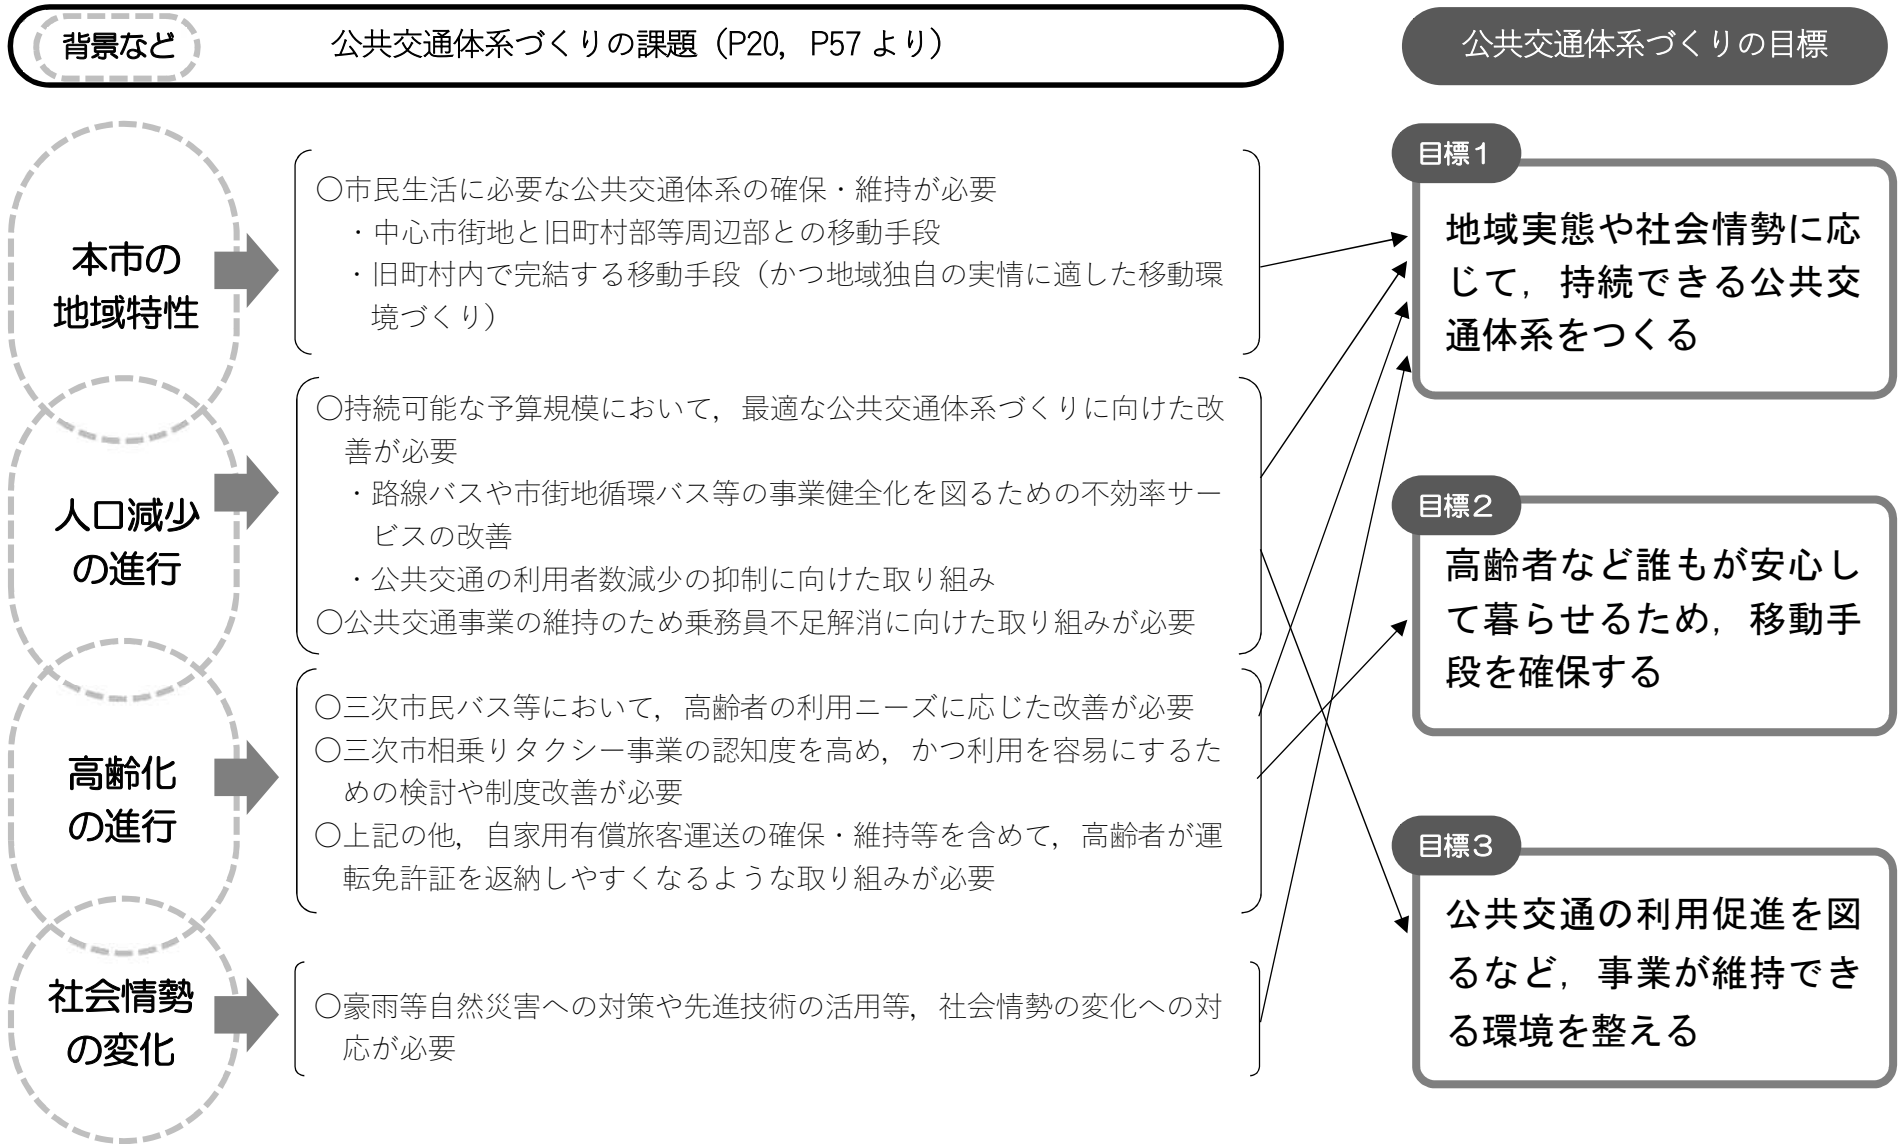 背景など
公共交通体系づくりの課題（P20，P57より）
公共交通体系づくりの目標
本市の
地域特性
○市民生活に必要な公共交通体系の確保・維持が必要
・中心市街地と旧町村部等周辺部との移動手段
・旧町村内で完結する移動手段（かつ地域独自の実情に適した移動環
境づくり）
人口減少
の進行
○持続可能な予算規模において，最適な公共交通体系づくりに向けた改
善が必要
・路線バスや市街地循環バス等の事業健全化を図るための不効率サー
ビスの改善
・公共交通の利用者数減少の抑制に向けた取り組み
○公共交通事業の維持のため乗務員不足解消に向けた取り組みが必要
高齢化
の進行
○三次市民バス等において，高齢者の利用ニーズに応じた改善が必要
○三次市相乗りタクシー事業の認知度を高め，かつ利用を容易にするた
めの検討や制度改善が必要
○上記の他，自家用有償旅客運送の確保・維持等を含めて，高齢者が運
転免許証を返納しやすくなるような取り組みが必要
社会情勢
の変化
○豪雨等自然災害への対策や先進技術の活用等，社会情勢の変化への対
応が必要
目標１
地域実態や社会情勢に応
じて，持続できる公共交
通体系をつくる
目標２
高齢者など誰もが安心し
て暮らせるため，移動手
段を確保する
目標３
公共交通の利用促進を図
るなど，事業が維持でき
る環境を整える